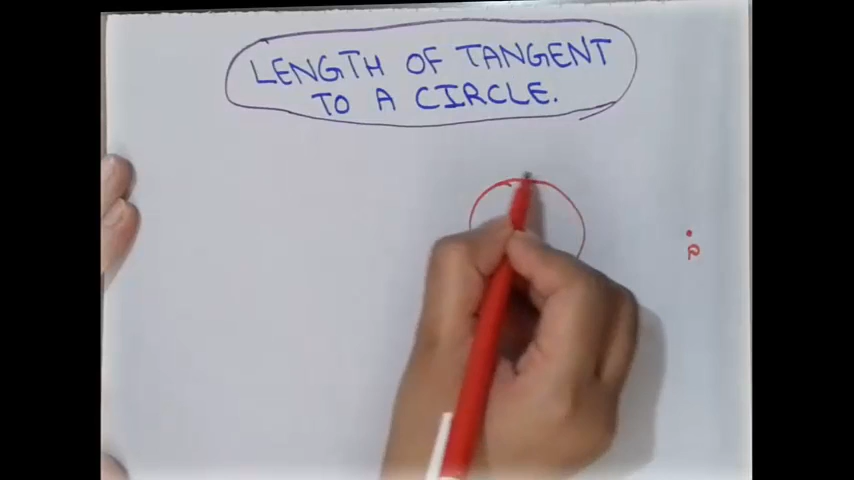 LENGTH OF TANGENT
TO A CIRCLE.
P